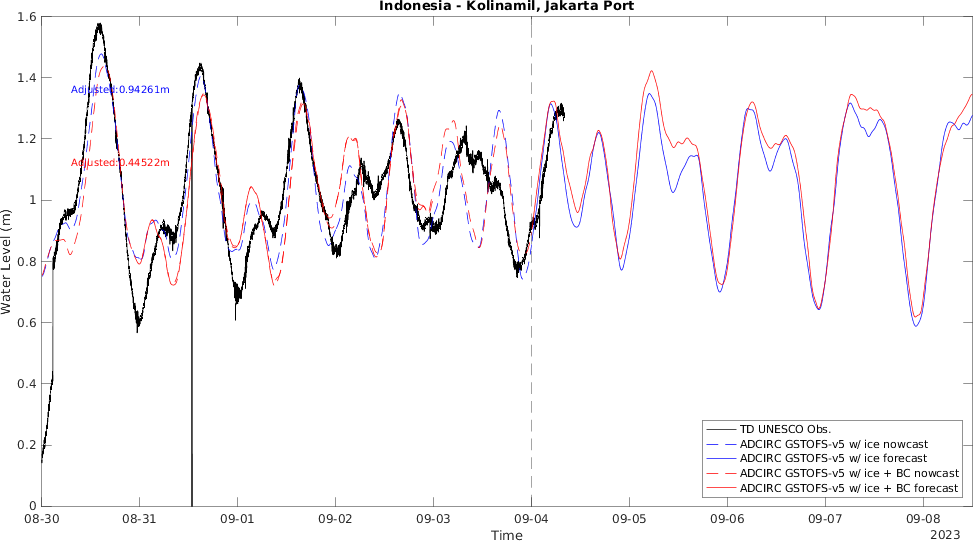 Indonesia - Kolinamil, Jakarta Port
1.6
1.4
1.2
1
0.8
0.6
0.4
0.2
0
Water Level (m)
Adjusted:0.94261m
Adjusted:0.44522m
TD UNESCO Obs.
ADCIRC GSTOFS-v5 w/ ice nowcast
ADCIRC GSTOFS-v5 w/ ice forecast
ADCIRC GSTOFS-v5 w/ ice + BC nowcast
ADCIRC GSTOFS-v5 w/ ice + BC forecast
08-30 08-31 09-01 09-02 09-03 09-04 09-05 09-06 09-07 09-08
Time
2023